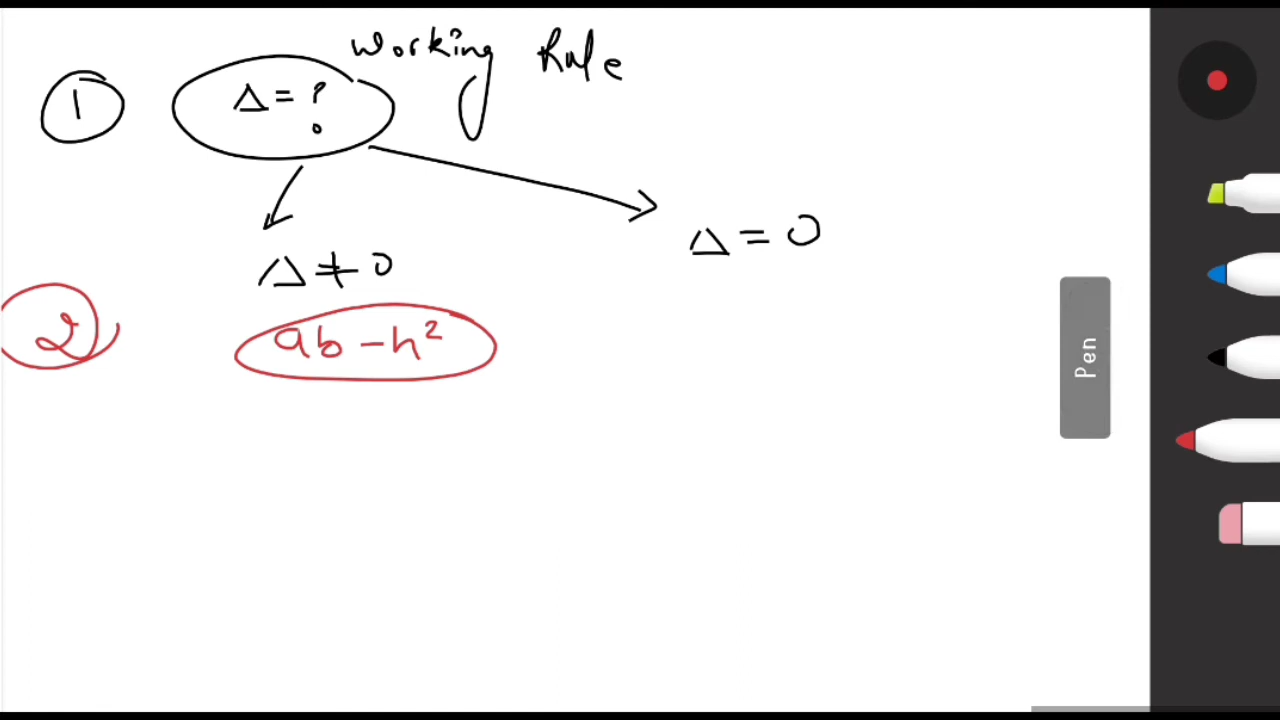 Working Rule
① Δ = ?
Δ ≠ 0
Δ = 0
② ab - h²
Pen